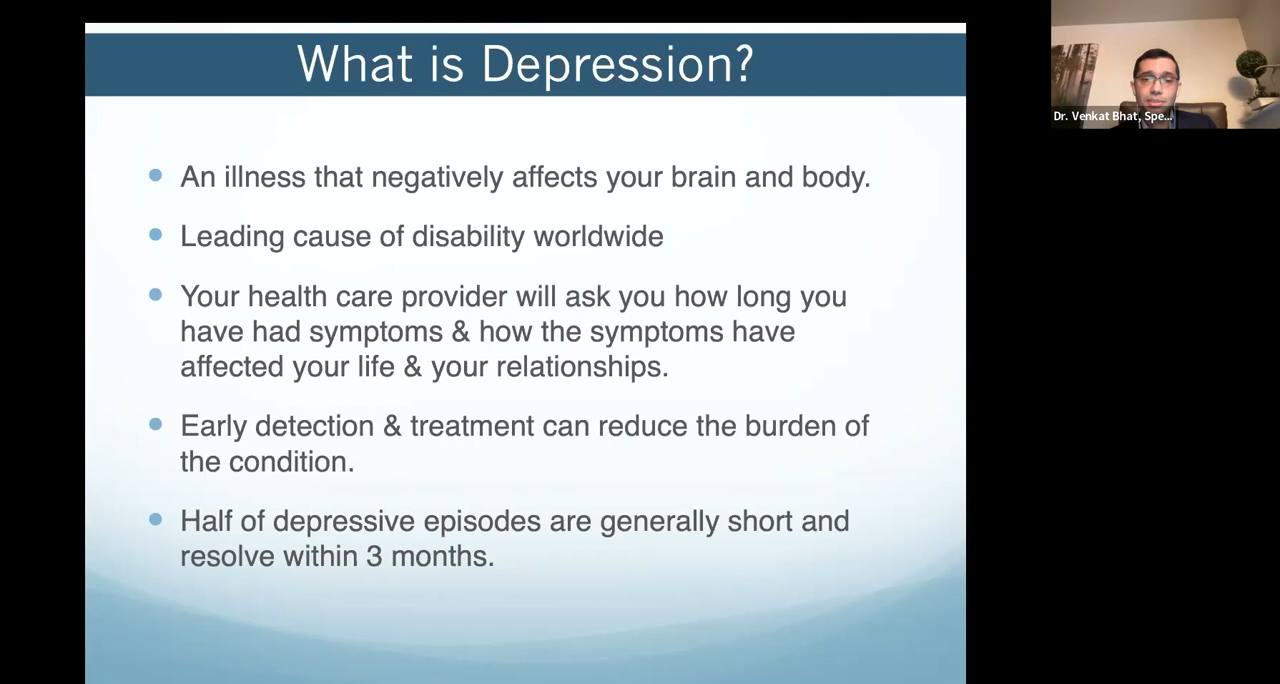 What is Depression?
An illness that negatively affects your brain and body.
Leading cause of disability worldwide
Your health care provider will ask you how long you
have had symptoms & how the symptoms have
affected your life & your relationships.
Early detection & treatment can reduce the burden of
the condition.
Half of depressive episodes are generally short and
resolve within 3 months.
Dr. Venkat Bhat, Spe...